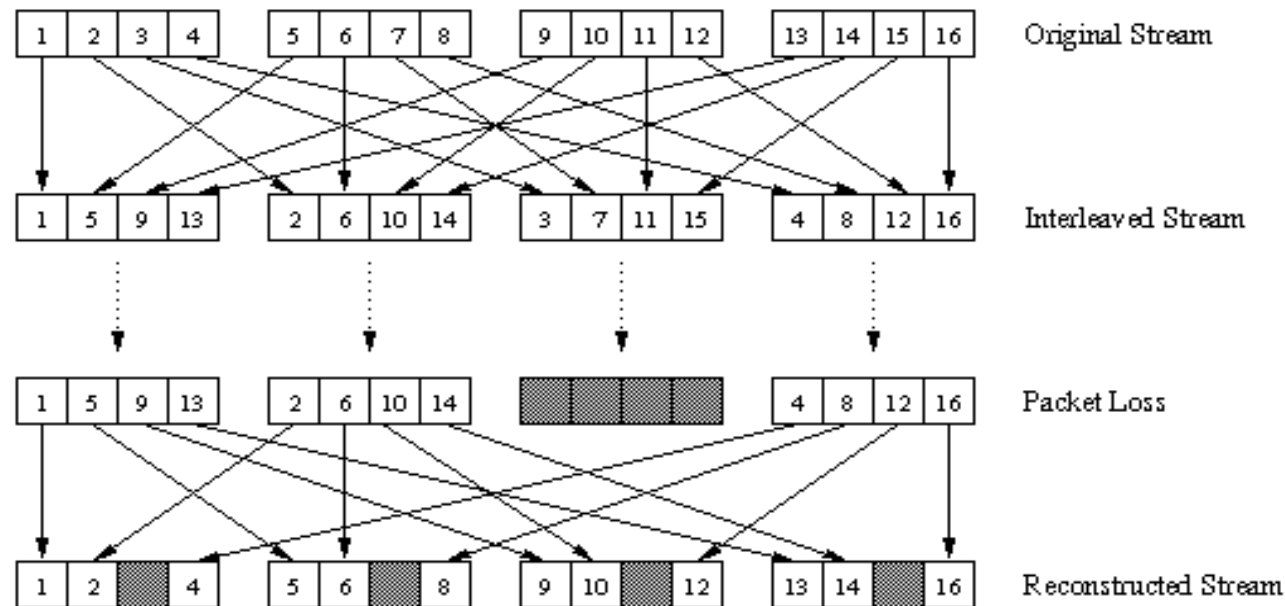 1 2 3 4 5 6 7 8 9 10 11 12 13 14 15 16 Original Stream
1 5 9 13 2 6 10 14 3 7 11 15 4 8 12 16 Interleaved Stream
1 5 9 13 2 6 10 14 4 8 12 16 Packet Loss
1 2 4 5 6 8 9 10 12 13 14 16 Reconstructed Stream